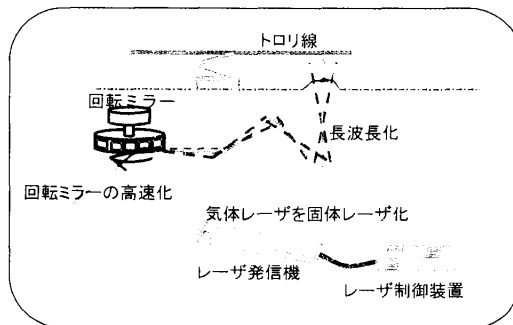 トロリ線
回転ミラー
長波長化
回転ミラーの高速化
気体レーザを固体レーザ化
レーザ発信機
レーザ制御装置